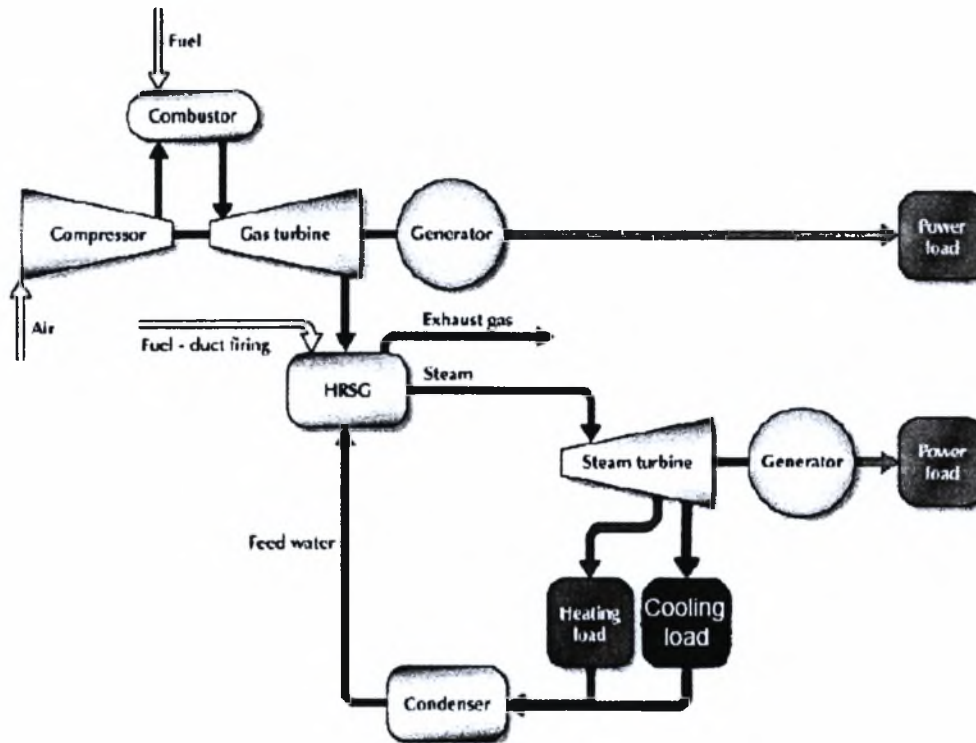 Fuel
Combustor
Compressor
Gas turbine
Generator
Power
load
Air
Fuel - duct firing
Exhaust gas
HRSG
Steam
Steam turbine
Generator
Power
load
Feed water
Heating
load
Cooling
load
Condenser